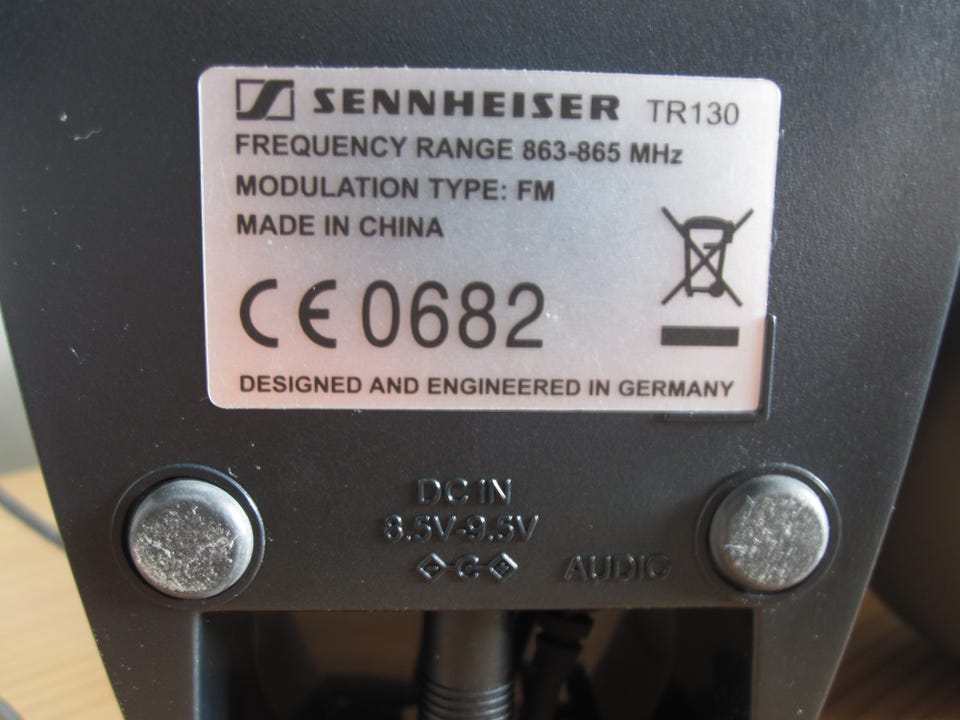 SENNHEISER TR130
FREQUENCY RANGE 863-865 MHz
MODULATION TYPE: FM
MADE IN CHINA
CE 0682
DESIGNED AND ENGINEERED IN GERMANY
DC IN
8.5V-9.5V
AUDIO